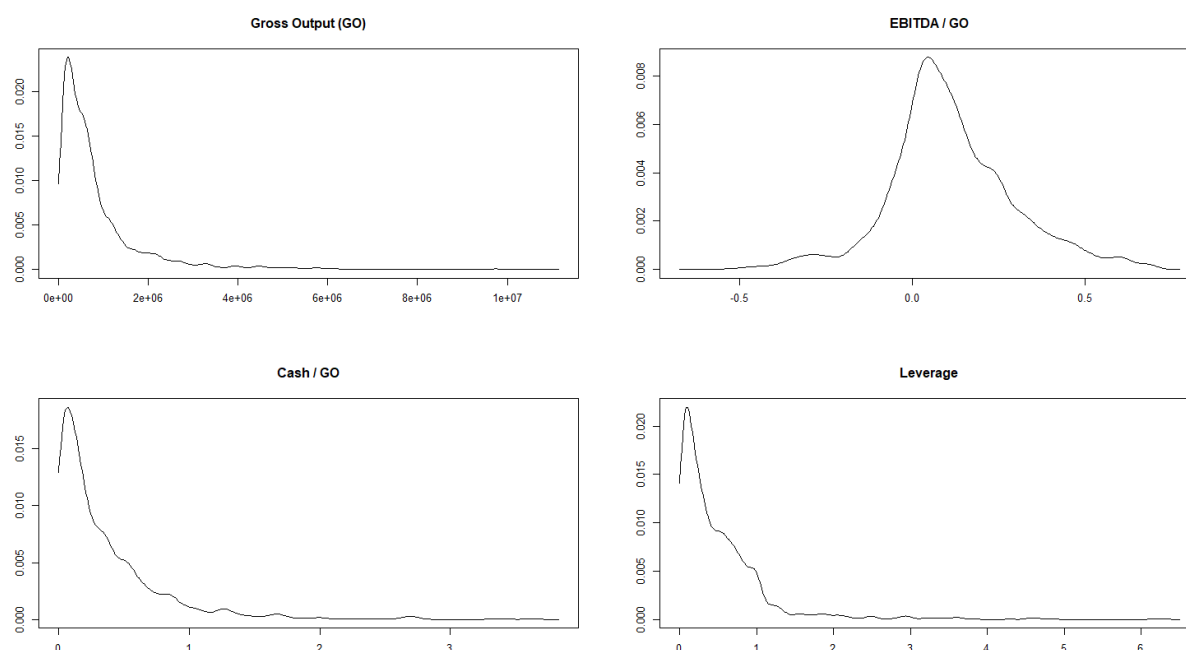 Gross Output (GO)
0.000 0.005 0.010 0.015 0.020
0e+00 2e+06 4e+06 6e+06 8e+06 1e+07
EBITDA / GO
0.000 0.002 0.004 0.006 0.008
-0.5 0.0 0.5
Cash / GO
0.000 0.005 0.010 0.015
0 1 2 3
Leverage
0.000 0.005 0.010 0.015 0.020
0 1 2 3 4 5 6